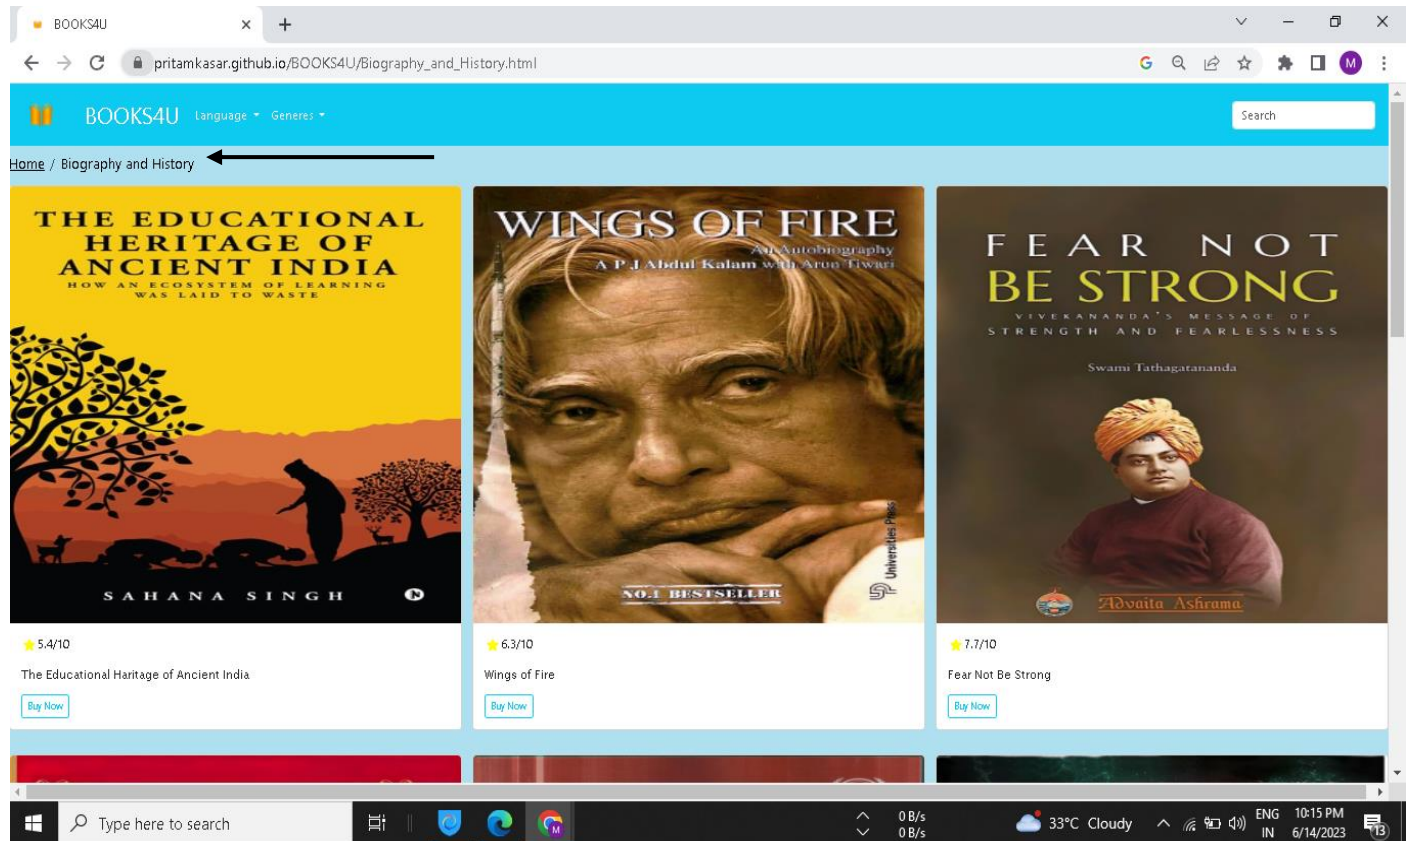 BOOKS4U
pritamkasar.github.io/BOOKS4U/Biography_and_History.html
M
BOOKS4U Language Generes
Search
Home / Biography and History
THE EDUCATIONAL
HERITAGE OF
ANCIENT INDIA
HOW AN ECOSYSTEM OF LEARNING
WAS LAID TO WASTE
SAHANA SINGH
5.4/10
The Educational Haritage of Ancient India
Buy Now
WINGS OF FIRE
An Autobiography
A P J Abdul Kalam with Arun Tiwari
Universities Press
NO.1 BESTSELLER
6.3/10
Wings of Fire
Buy Now
FEAR NOT
BE STRONG
VIVEKANANDA'S MESSAGE OF
STRENGTH AND FEARLESSNESS
Swami Tathagatananda
Advaita Ashrama
7.7/10
Fear Not Be Strong
Buy Now
Type here to search
M
0 B/s
0 B/s
33°C Cloudy
ENG
IN
10:15 PM
6/14/2023
13